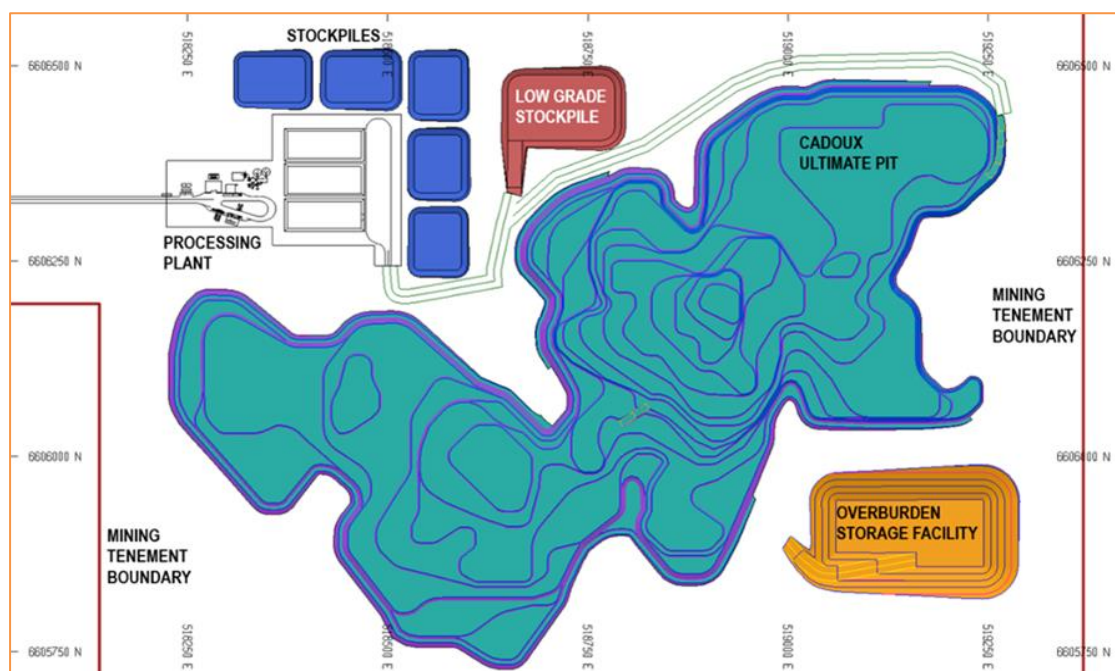 STOCKPILES
518250 E
518750 E
519000 E
519250 E
6606500 N
6606500 N
LOW GRADE
STOCKPILE
CADOUX
ULTIMATE PIT
PROCESSING
PLANT
6606250 N
6606250 N
MINING
TENEMENT
BOUNDARY
6606000 N
6606000 N
OVERBURDEN
STORAGE FACILITY
MINING
TENEMENT
BOUNDARY
6605750 N
518250 E
518500 E
518750 E
519000 E
519250 E
6605750 N